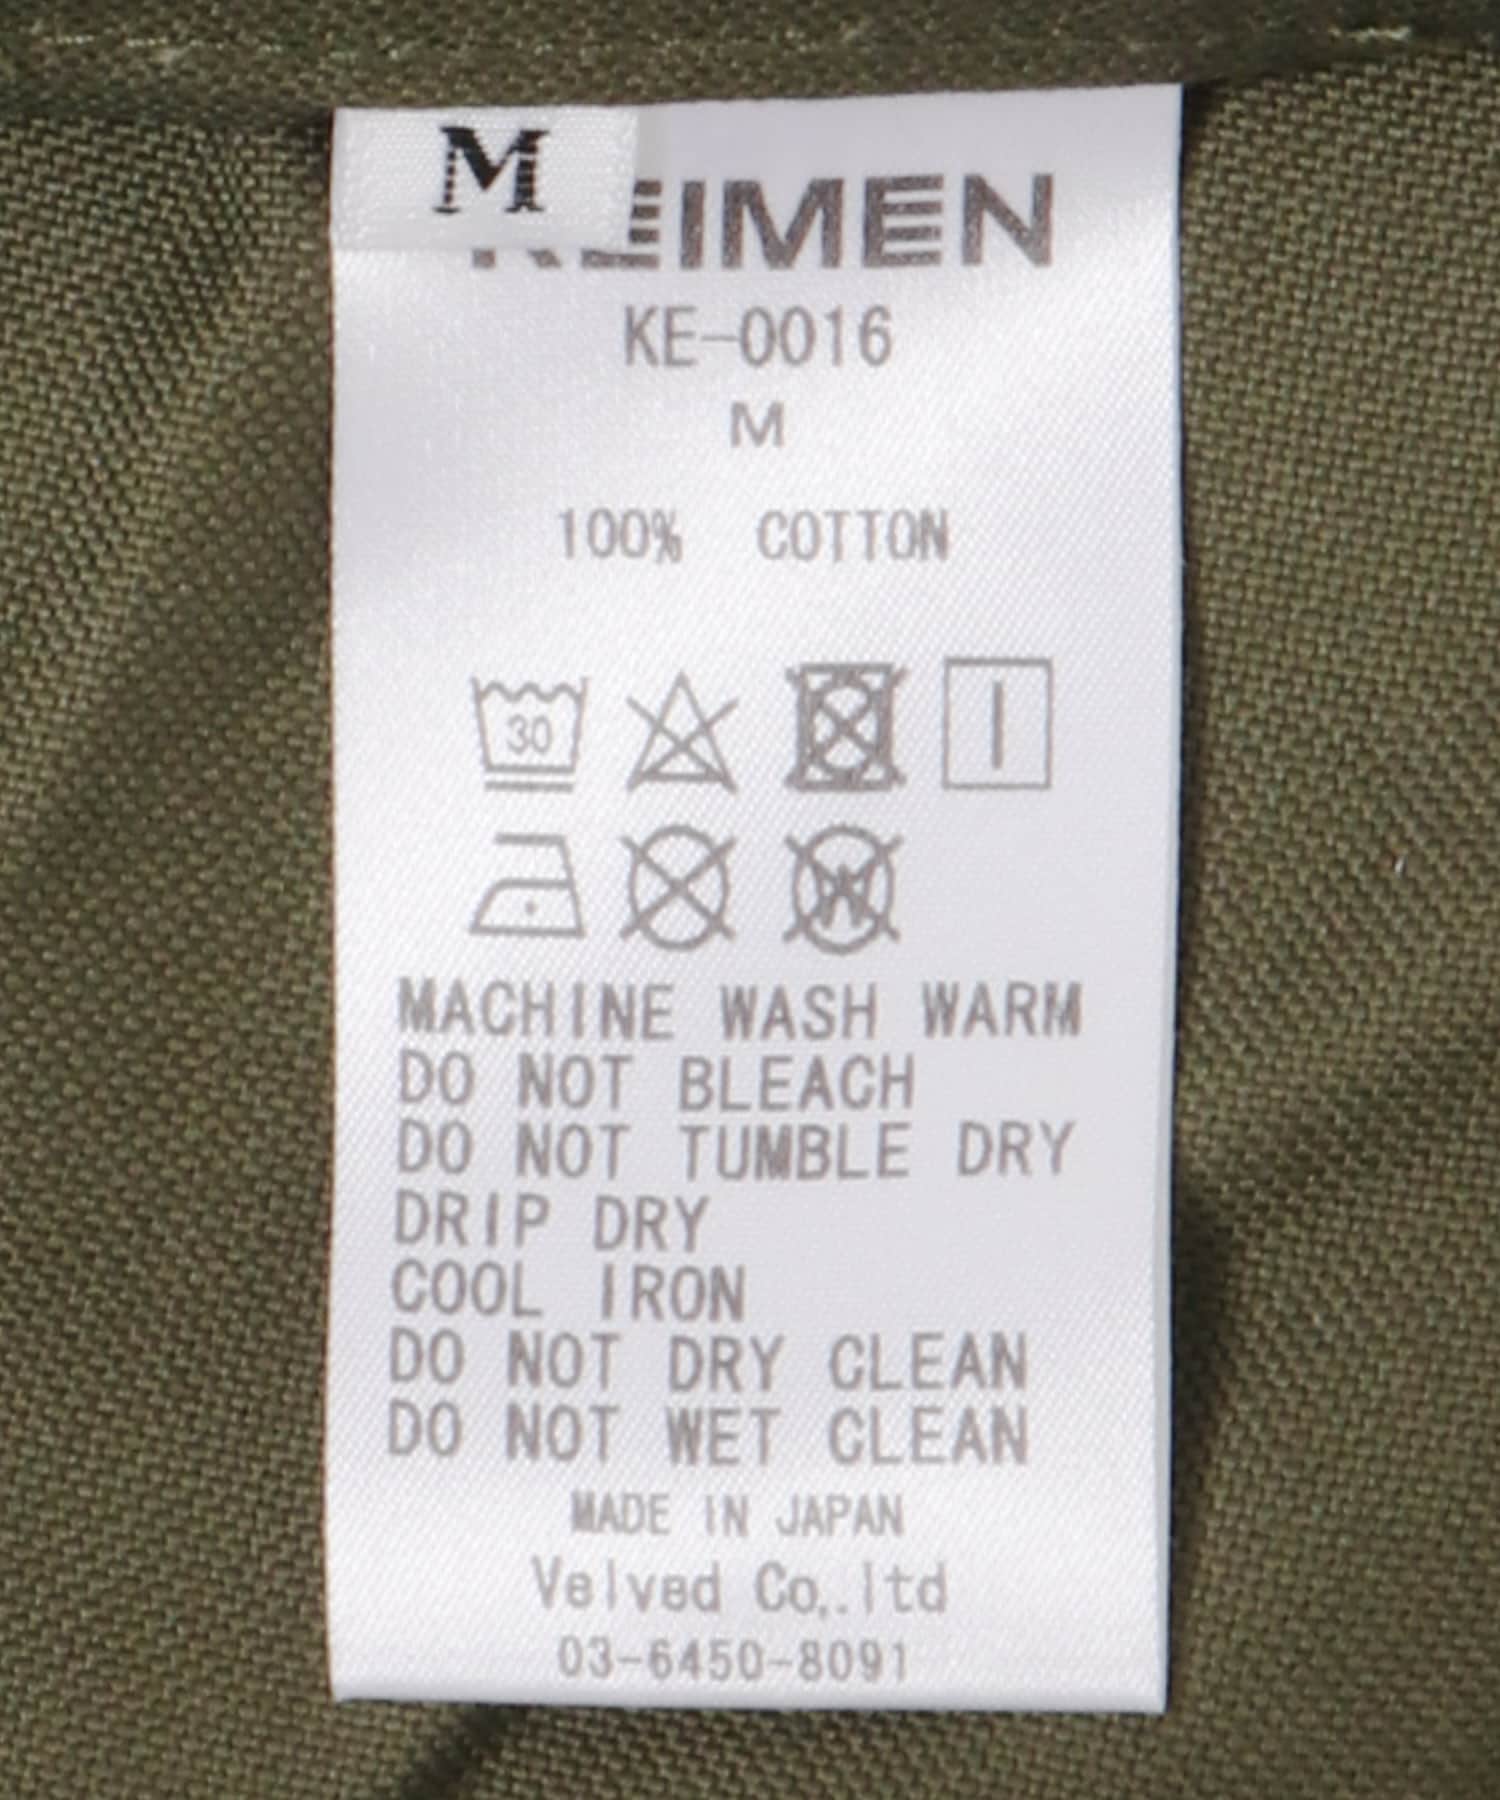 M
KEIMEN
KE-0016
M
100% COTTON
30
W
MACHINE WASH WARM
DO NOT BLEACH
DO NOT TUMBLE DRY
DRIP DRY
COOL IRON
DO NOT DRY CLEAN
DO NOT WET CLEAN
MADE IN JAPAN
Velved Co,.ltd
03-6450-8091